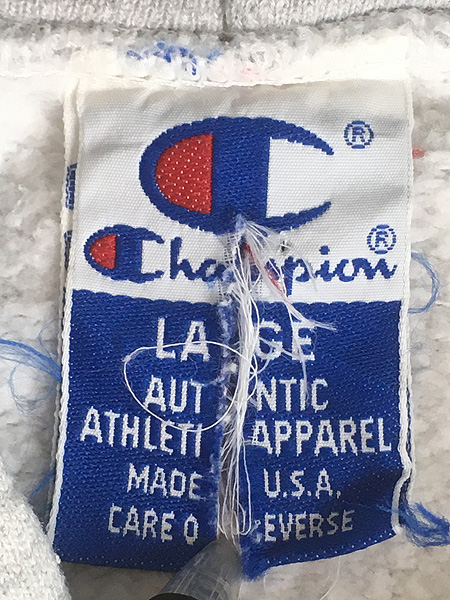 ®
Champion®
LA GE
AUT NTIC
ATHLETI APPAREL
MADE U.S.A.
CARE O EVERSE